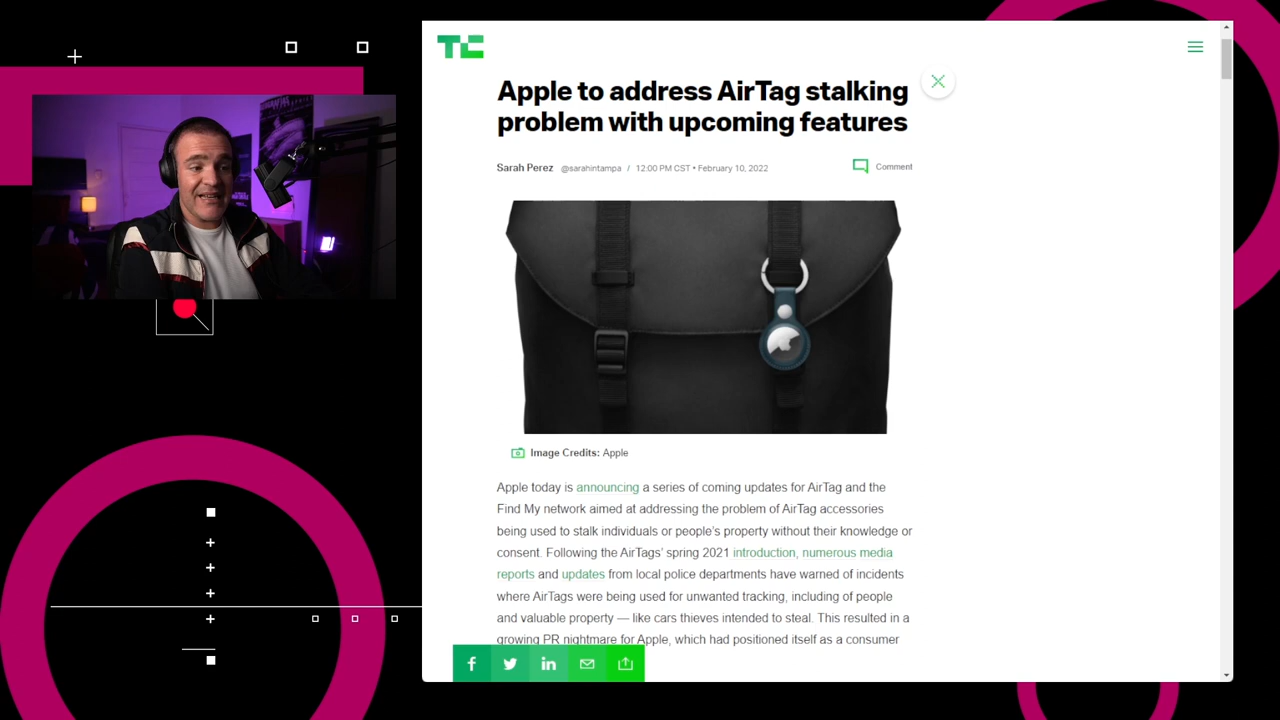 TC
Apple to address AirTag stalking
problem with upcoming features
Sarah Perez @sarahintampa / 12:00 PM CST • February 10, 2022
Comment
Image Credits: Apple
Apple today is announcing a series of coming updates for AirTag and the
Find My network aimed at addressing the problem of AirTag accessories
being used to stalk individuals or people's property without their knowledge or
consent. Following the AirTags' spring 2021 introduction, numerous media
reports and updates from local police departments have warned of incidents
where AirTags were being used for unwanted tracking, including of people
and valuable property — like cars thieves intended to steal. This resulted in a
growing PR nightmare for Apple, which had positioned itself as a consumer